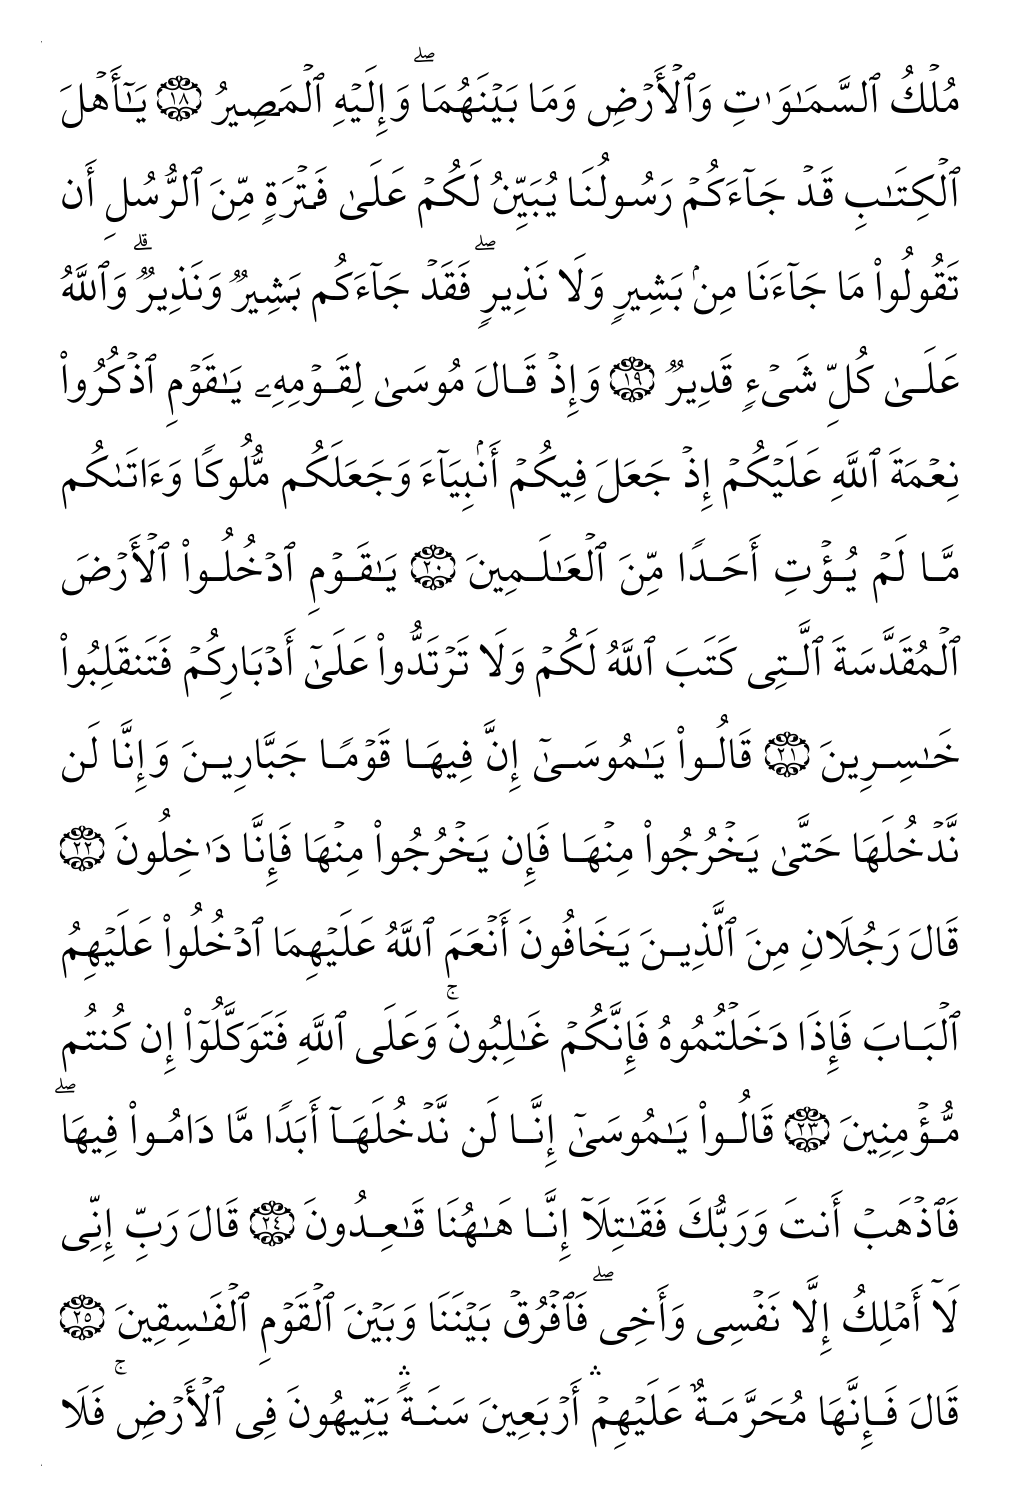 مُلۡكُ ٱلسَّمَٰوَٰتِ وَٱلۡأَرۡضِ وَمَا بَيۡنَهُمَاۖ وَإِلَيۡهِ ٱلۡمَصِيرُ ١٨ يَٰٓأَهۡلَ
ٱلۡكِتَٰبِ قَدۡ جَآءَكُمۡ رَسُولُنَا يُبَيِّنُ لَكُمۡ عَلَىٰ فَتۡرَةٖ مِّنَ ٱلرُّسُلِ أَن
تَقُولُواْ مَا جَآءَنَا مِنۢ بَشِيرٖ وَلَا نَذِيرٖۖ فَقَدۡ جَآءَكُم بَشِيرٞ وَنَذِيرٞۗ وَٱللَّهُ
عَلَىٰ كُلِّ شَيۡءٖ قَدِيرٞ ١٩ وَإِذۡ قَالَ مُوسَىٰ لِقَوۡمِهِۦ يَٰقَوۡمِ ٱذۡكُرُواْ
نِعۡمَةَ ٱللَّهِ عَلَيۡكُمۡ إِذۡ جَعَلَ فِيكُمۡ أَنۢبِيَآءَ وَجَعَلَكُم مُّلُوكٗا وَءَاتَىٰكُم
مَّا لَمۡ يُؤۡتِ أَحَدٗا مِّنَ ٱلۡعَٰلَمِينَ ٢٠ يَٰقَوۡمِ ٱدۡخُلُواْ ٱلۡأَرۡضَ
ٱلۡمُقَدَّسَةَ ٱلَّتِي كَتَبَ ٱللَّهُ لَكُمۡ وَلَا تَرۡتَدُّواْ عَلَىٰٓ أَدۡبَارِكُمۡ فَتَنقَلِبُواْ
خَٰسِرِينَ ٢١ قَالُواْ يَٰمُوسَىٰٓ إِنَّ فِيهَا قَوۡمٗا جَبَّارِينَ وَإِنَّا لَن
نَّدۡخُلَهَا حَتَّىٰ يَخۡرُجُواْ مِنۡهَا فَإِن يَخۡرُجُواْ مِنۡهَا فَإِنَّا دَٰخِلُونَ ٢٢
قَالَ رَجُلَانِ مِنَ ٱلَّذِينَ يَخَافُونَ أَنۡعَمَ ٱللَّهُ عَلَيۡهِمَا ٱدۡخُلُواْ عَلَيۡهِمُ
ٱلۡبَابَ فَإِذَا دَخَلۡتُمُوهُ فَإِنَّكُمۡ غَٰلِبُونَۚ وَعَلَى ٱللَّهِ فَتَوَكَّلُوٓاْ إِن كُنتُم
مُّؤۡمِنِينَ ٢٣ قَالُواْ يَٰمُوسَىٰٓ إِنَّا لَن نَّدۡخُلَهَآ أَبَدٗا مَّا دَامُواْ فِيهَاۖ
فَٱذۡهَبۡ أَنتَ وَرَبُّكَ فَقَٰتِلَآ إِنَّا هَٰهُنَا قَٰعِدُونَ ٢٤ قَالَ رَبِّ إِنِّي
لَآ أَمۡلِكُ إِلَّا نَفۡسِي وَأَخِيۖ فَٱفۡرُقۡ بَيۡنَنَا وَبَيۡنَ ٱلۡقَوۡمِ ٱلۡفَٰسِقِينَ ٢٥
قَالَ فَإِنَّهَا مُحَرَّمَةٌ عَلَيۡهِمۡۛ أَرۡبَعِينَ سَنَةٗۛ يَتِيهُونَ فِي ٱلۡأَرۡضِۚ فَلَا